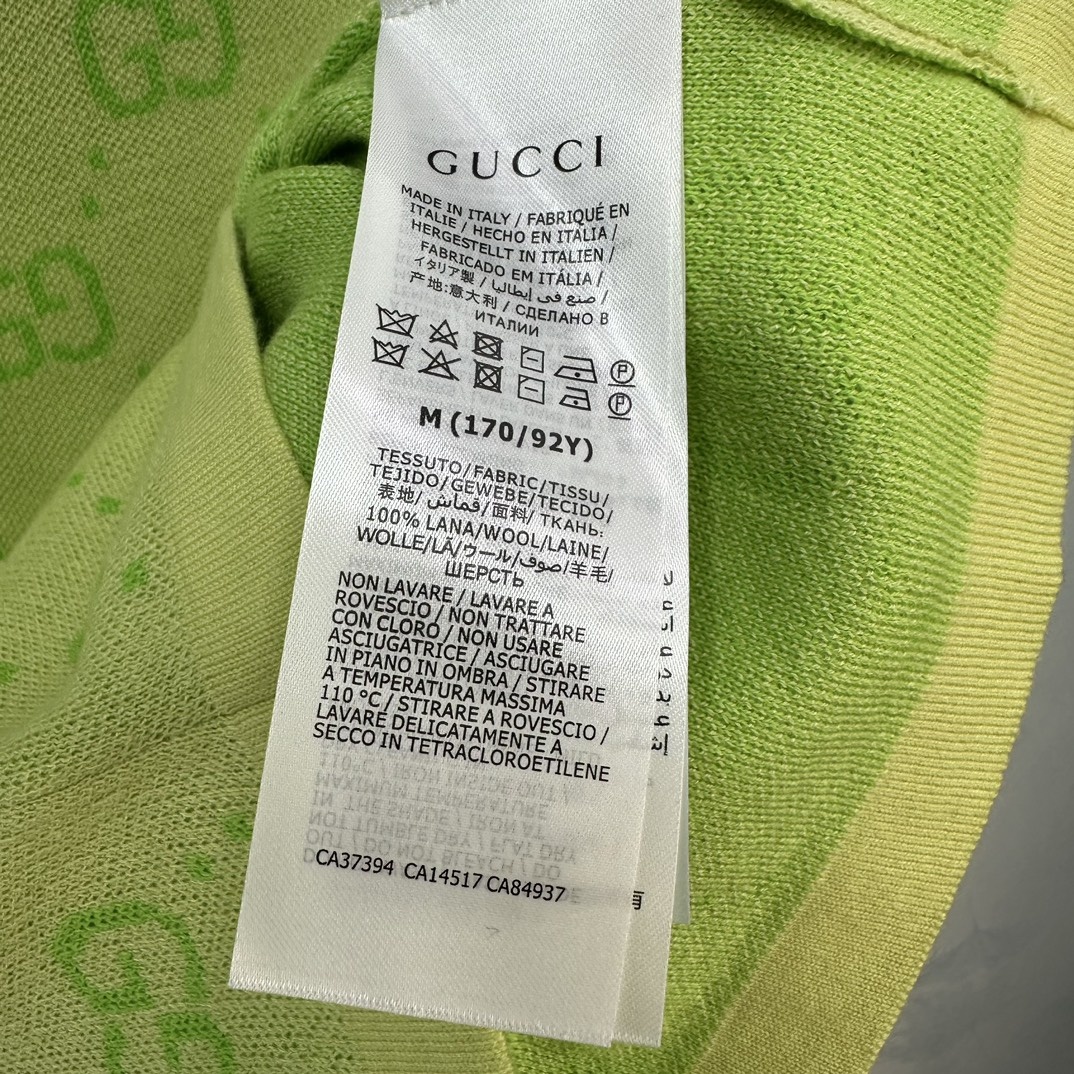 GUCCI
MADE IN ITALY / FABRIQUÉ EN
ITALIE / HECHO EN ITALIA /
HERGESTELLT IN ITALIEN /
FABRICADO EM ITÁLIA /
イタリア製 / صنع في إيطاليا /
产地:意大利 / СДЕЛАНО В
ИТАЛИИ
M (170/92Y)
TESSUTO/FABRIC/TISSU/
TEJIDO/GEWEBE/TECIDO/
表地/قماش/面料/ ТКАНЬ:
100% LANA/WOOL/LAINE/
WOLLE/LÃ/ウール/صوف/羊毛/
ШЕРСТЬ
NON LAVARE / LAVARE A
ROVESCIO / NON TRATTARE
CON CLORO / NON USARE
ASCIUGATRICE / ASCIUGARE
IN PIANO IN OMBRA / STIRARE
A TEMPERATURA MASSIMA
110 °C / STIRARE A ROVESCIO /
LAVARE DELICATAMENTE A
SECCO IN TETRACLOROETILENE
CA37394 CA14517 CA84937